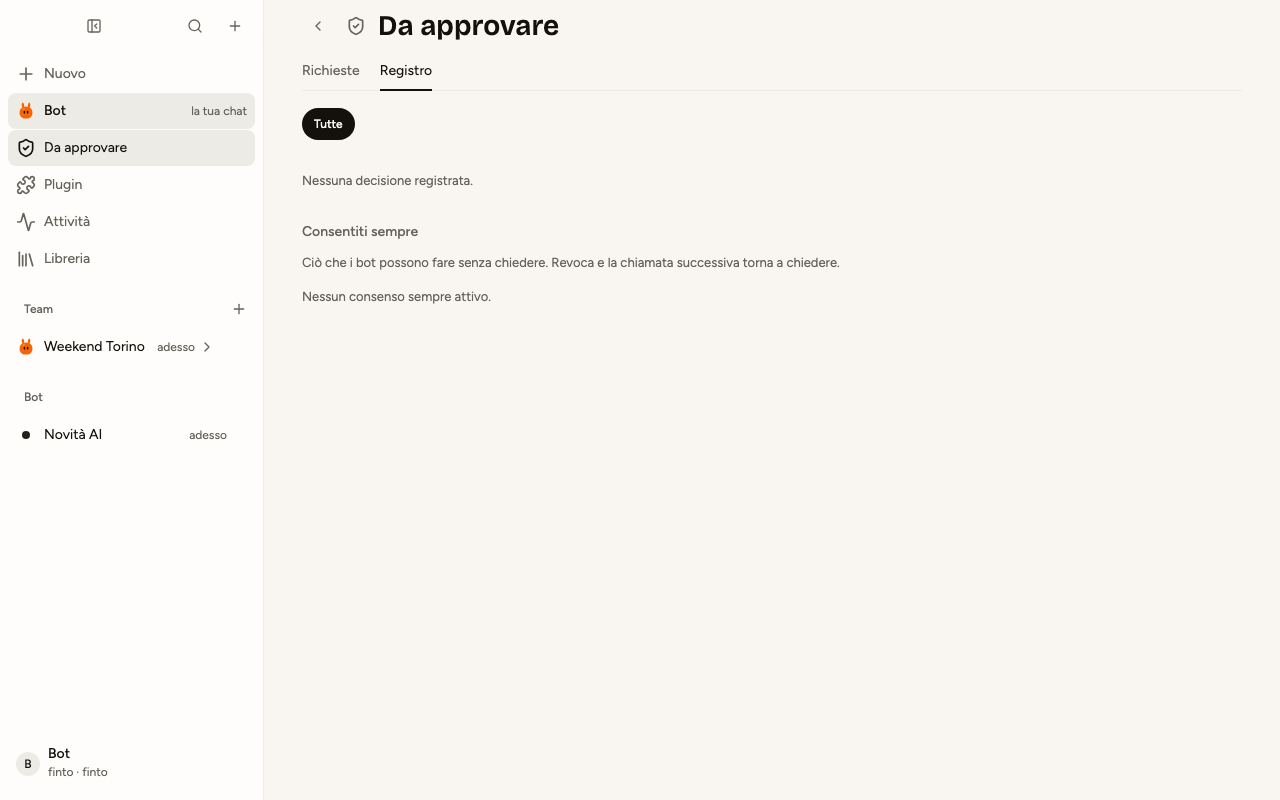 Nuovo
Bot la tua chat
Da approvare
Plugin
Attività
Libreria
Team
Weekend Torino adesso
Bot
Novità AI adesso
B
Bot
finto · finto
Da approvare
Richieste Registro
Tutte
Nessuna decisione registrata.
Consentiti sempre
Ciò che i bot possono fare senza chiedere. Revoca e la chiamata successiva torna a chiedere.
Nessun consenso sempre attivo.